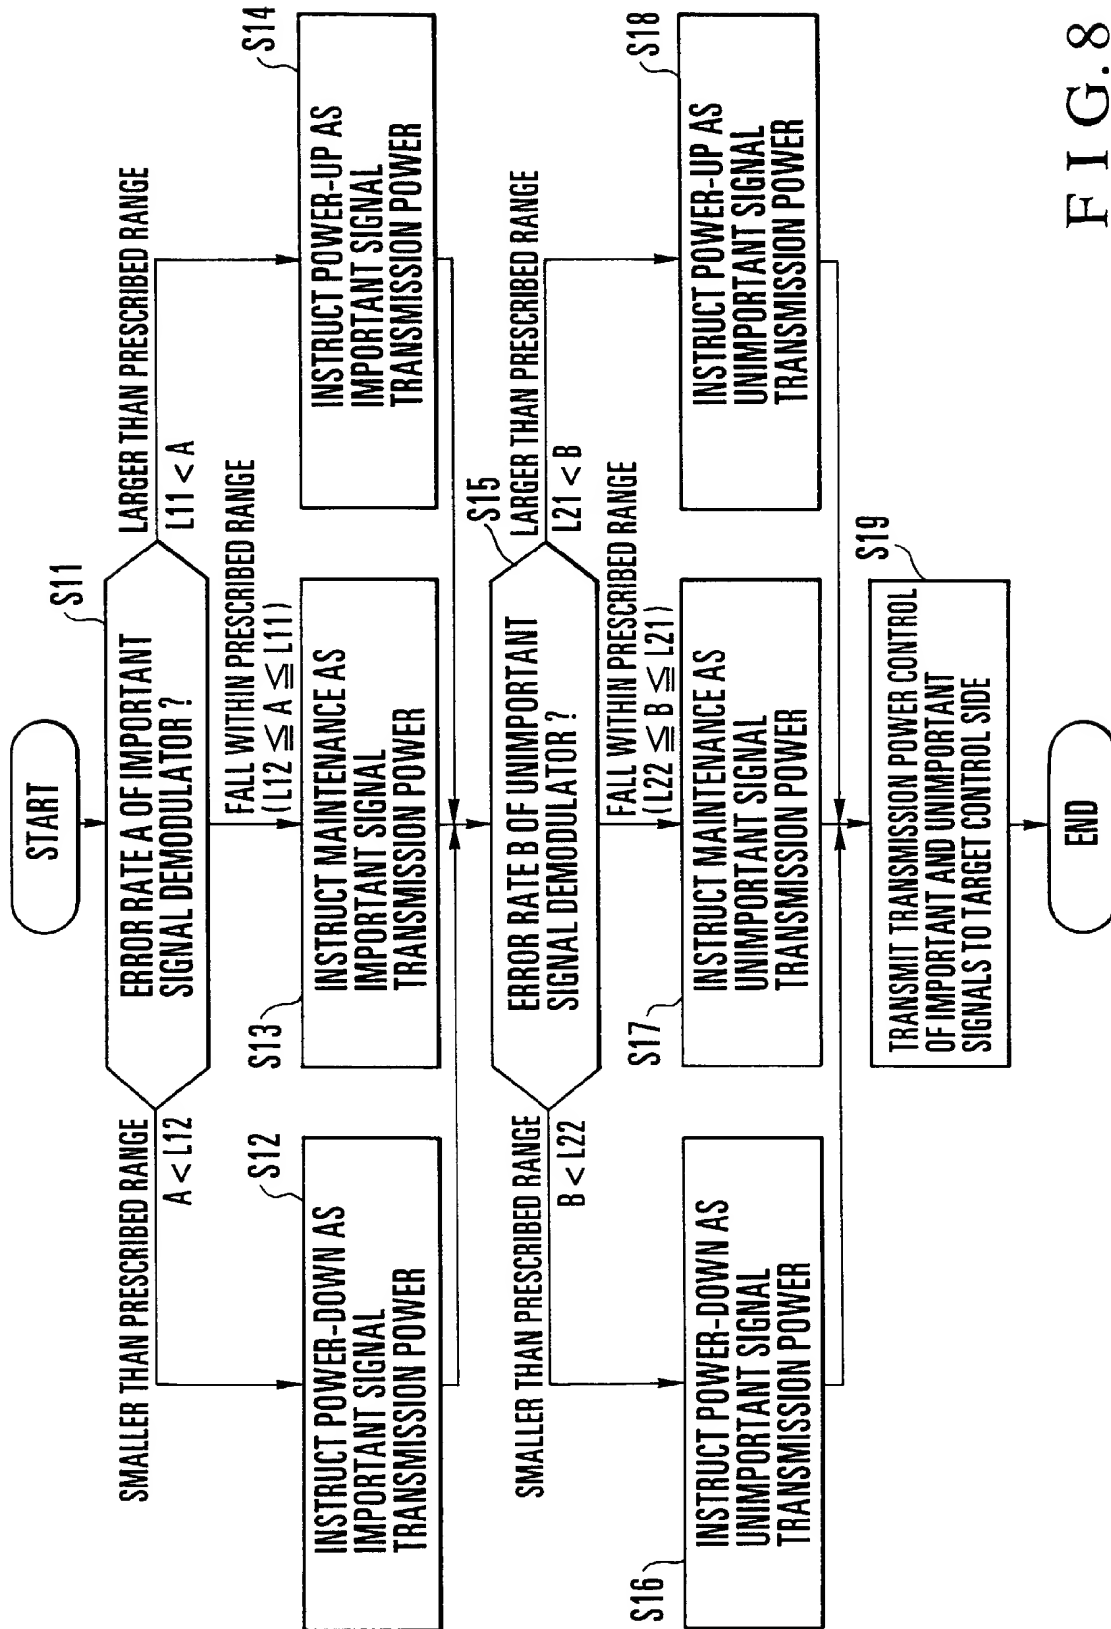 START
S11
ERROR RATE A OF IMPORTANT
SIGNAL DEMODULATOR ?
SMALLER THAN PRESCRIBED RANGE
A < L12
FALL WITHIN PRESCRIBED RANGE
(L12 ≦ A ≦ L11)
LARGER THAN PRESCRIBED RANGE
L11 < A
S12
INSTRUCT POWER-DOWN AS
IMPORTANT SIGNAL
TRANSMISSION POWER
S13
INSTRUCT MAINTENANCE AS
IMPORTANT SIGNAL
TRANSMISSION POWER
S14
INSTRUCT POWER-UP AS
IMPORTANT SIGNAL
TRANSMISSION POWER
S15
ERROR RATE B OF UNIMPORTANT
SIGNAL DEMODULATOR ?
SMALLER THAN PRESCRIBED RANGE
B < L22
FALL WITHIN PRESCRIBED RANGE
(L22 ≦ B ≦ L21)
LARGER THAN PRESCRIBED RANGE
L21 < B
S16
INSTRUCT POWER-DOWN AS
UNIMPORTANT SIGNAL
TRANSMISSION POWER
S17
INSTRUCT MAINTENANCE AS
UNIMPORTANT SIGNAL
TRANSMISSION POWER
S18
INSTRUCT POWER-UP AS
UNIMPORTANT SIGNAL
TRANSMISSION POWER
S19
TRANSMIT TRANSMISSION POWER CONTROL
OF IMPORTANT AND UNIMPORTANT
SIGNALS TO TARGET CONTROL SIDE
END
FIG.8